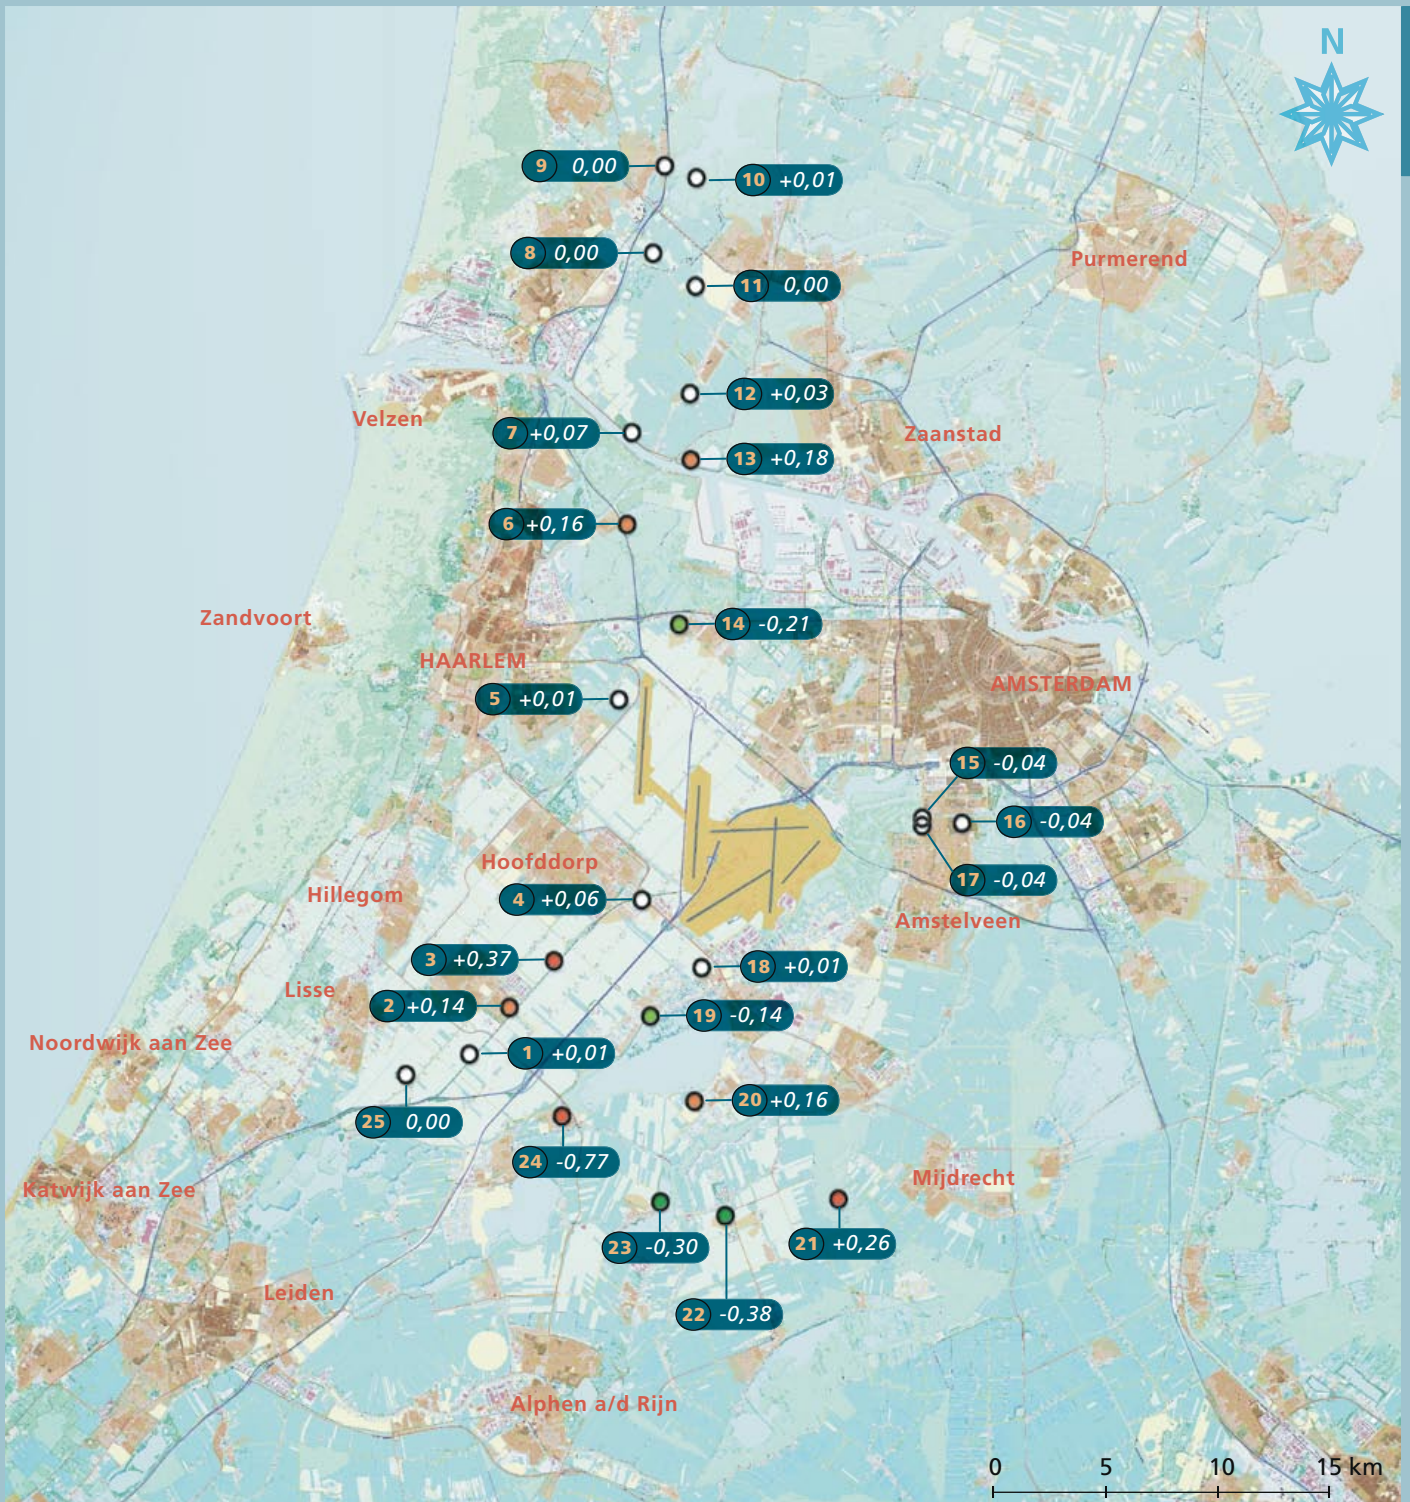 N
9 0,00
10 +0,01
8 0,00
Purmerend
11 0,00
12 +0,03
Velzen
7 +0,07
Zaanstad
13 +0,18
6 +0,16
Zandvoort
14 -0,21
HAARLEM
AMSTERDAM
5 +0,01
15 -0,04
16 -0,04
Hoofddorp
17 -0,04
Hillegom
4 +0,06
Amstelveen
3 +0,37
18 +0,01
Lisse
2 +0,14
19 -0,14
Noordwijk aan Zee
1 +0,01
20 +0,16
25 0,00
24 -0,77
Mijdrecht
Katwijk aan Zee
23 -0,30
21 +0,26
Leiden
22 -0,38
Alphen a/d Rijn
0 5 10 15 km